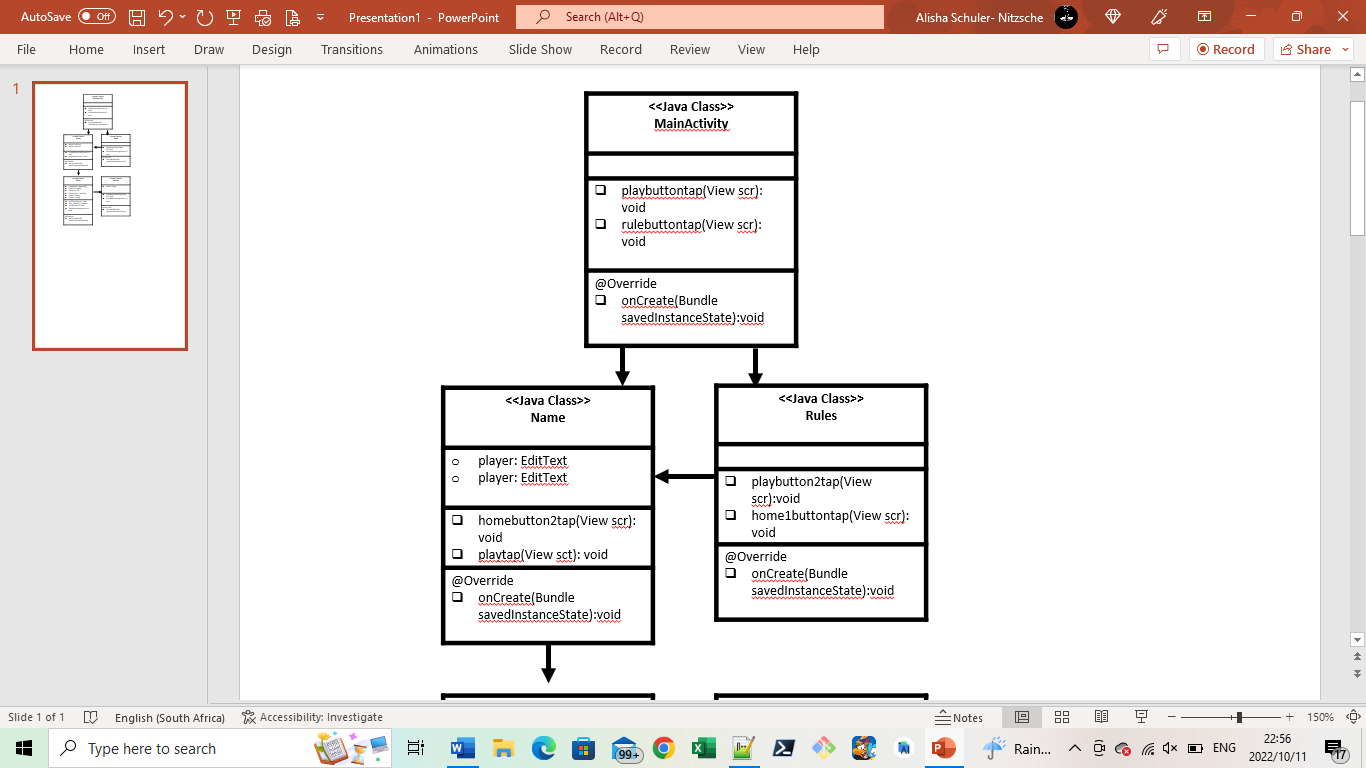 AutoSave Off Presentation1 - PowerPoint Search (Alt+Q) Alisha Schuler- Nitzsche
File Home Insert Draw Design Transitions Animations Slide Show Record Review View Help Record Share
1
<<Java Class>>
MainActivity
playbuttontap(View scr):
void
rulebuttontap(View scr):
void
@Override
onCreate(Bundle
savedInstanceState):void
<<Java Class>>
Name
player: EditText
player: EditText
homebutton2tap(View scr):
void
playtap(View sct): void
@Override
onCreate(Bundle
savedInstanceState):void
<<Java Class>>
Rules
playbutton2tap(View
scr):void
home1buttontap(View scr):
void
@Override
onCreate(Bundle
savedInstanceState):void
Slide 1 of 1 English (South Africa) Accessibility: Investigate Notes 150%
Type here to search 99+ Rain... ENG 22:56
2022/10/11 17